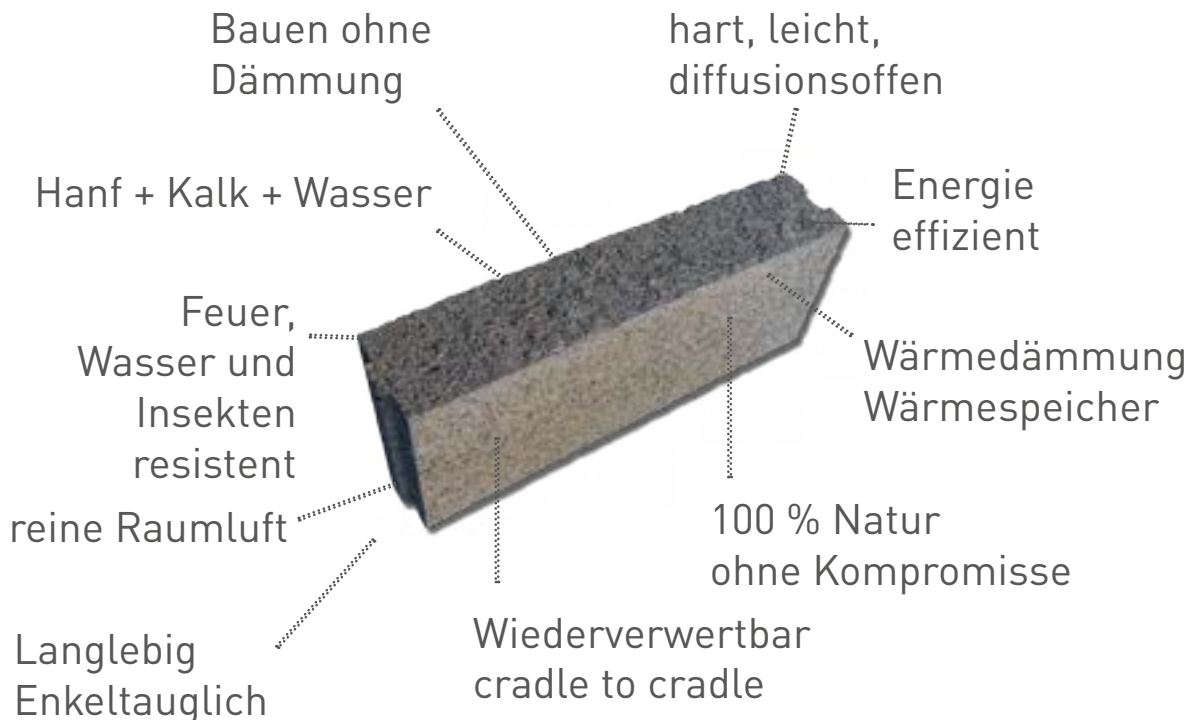 Bauen ohne
Dämmung
hart, leicht,
diffusionsoffen
Hanf + Kalk + Wasser
Energie
effizient
Feuer,
Wasser und
Insekten
resistent
Wärmedämmung
Wärmespeicher
reine Raumluft
100 % Natur
ohne Kompromisse
Langlebig
Enkeltauglich
Wiederverwertbar
cradle to cradle